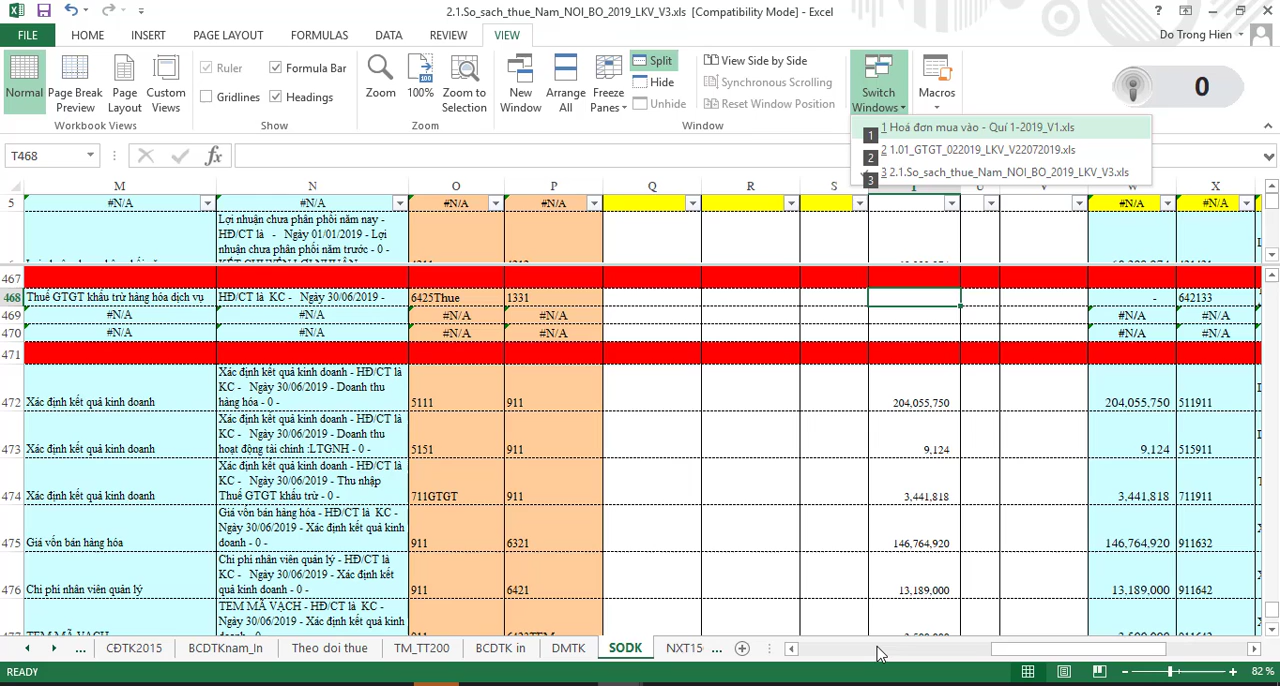 2.1.So_sach_thue_Nam_NOI_BO_2019_LKV_V3.xls [Compatibility Mode] - Excel
FILE HOME INSERT PAGE LAYOUT FORMULAS DATA REVIEW VIEW Do Trong Hien
Normal Page Break Preview Page Layout Custom Views
Ruler Formula Bar
Gridlines Headings
Zoom 100% Zoom to Selection
New Window Arrange All Freeze Panes
Split
Hide
Unhide
View Side by Side
Synchronous Scrolling
Reset Window Position
Switch Windows Macros
0
Workbook Views Show Zoom Window
1 Hoá đơn mua vào - Quí 1-2019_V1.xls
1
2 1.01_GTGT_022019_LKV_V22072019.xls
2
3 2.1.So_sach_thue_Nam_NOI_BO_2019_LKV_V3.xls
3
T468 fx
M N O P Q R S T U V W X
5 #N/A #N/A #N/A #N/A #N/A #N/A
Lợi nhuận chưa phân phối năm nay -
HĐ/CT là - Ngày 01/01/2019 - Lợi
nhuận chưa phân phối năm trước - 0 -
467
468 Thuế GTGT khấu trừ hàng hóa dịch vụ HĐ/CT là KC - Ngày 30/06/2019 - 6425Thue 1331 - 642133
469 #N/A #N/A #N/A #N/A #N/A #N/A
470 #N/A #N/A #N/A #N/A #N/A #N/A
471
Xác định kết quả kinh doanh - HĐ/CT là
KC - Ngày 30/06/2019 - Doanh thu
472 Xác định kết quả kinh doanh hàng hóa - 0 - 5111 911 204,055,750 204,055,750 511911
Xác định kết quả kinh doanh - HĐ/CT là
KC - Ngày 30/06/2019 - Doanh thu
473 Xác định kết quả kinh doanh hoạt động tài chính :LTGNH - 0 - 5151 911 9,124 9,124 515911
Xác định kết quả kinh doanh - HĐ/CT là
KC - Ngày 30/06/2019 - Thu nhập
474 Xác định kết quả kinh doanh Thuế GTGT khấu trừ - 0 - 711GTGT 911 3,441,818 3,441,818 711911
Giá vốn bán hàng hóa - HĐ/CT là KC -
Ngày 30/06/2019 - Xác định kết quả kinh
475 Giá vốn bán hàng hóa doanh - 0 - 911 6321 146,764,920 146,764,920 911632
Chi phí nhân viên quản lý - HĐ/CT là
KC - Ngày 30/06/2019 - Xác định kết
476 Chi phí nhân viên quản lý quả kinh doanh - 0 - 911 6421 13,189,000 13,189,000 911642
TEM MÃ VẠCH - HĐ/CT là KC -
Ngày 30/06/2019 - Xác định kết quả kinh
... CĐTK2015 BCDTKnam_In Theo doi thue TM_TT200 BCDTK in DMTK SODK NXT15 ...
READY 82 %